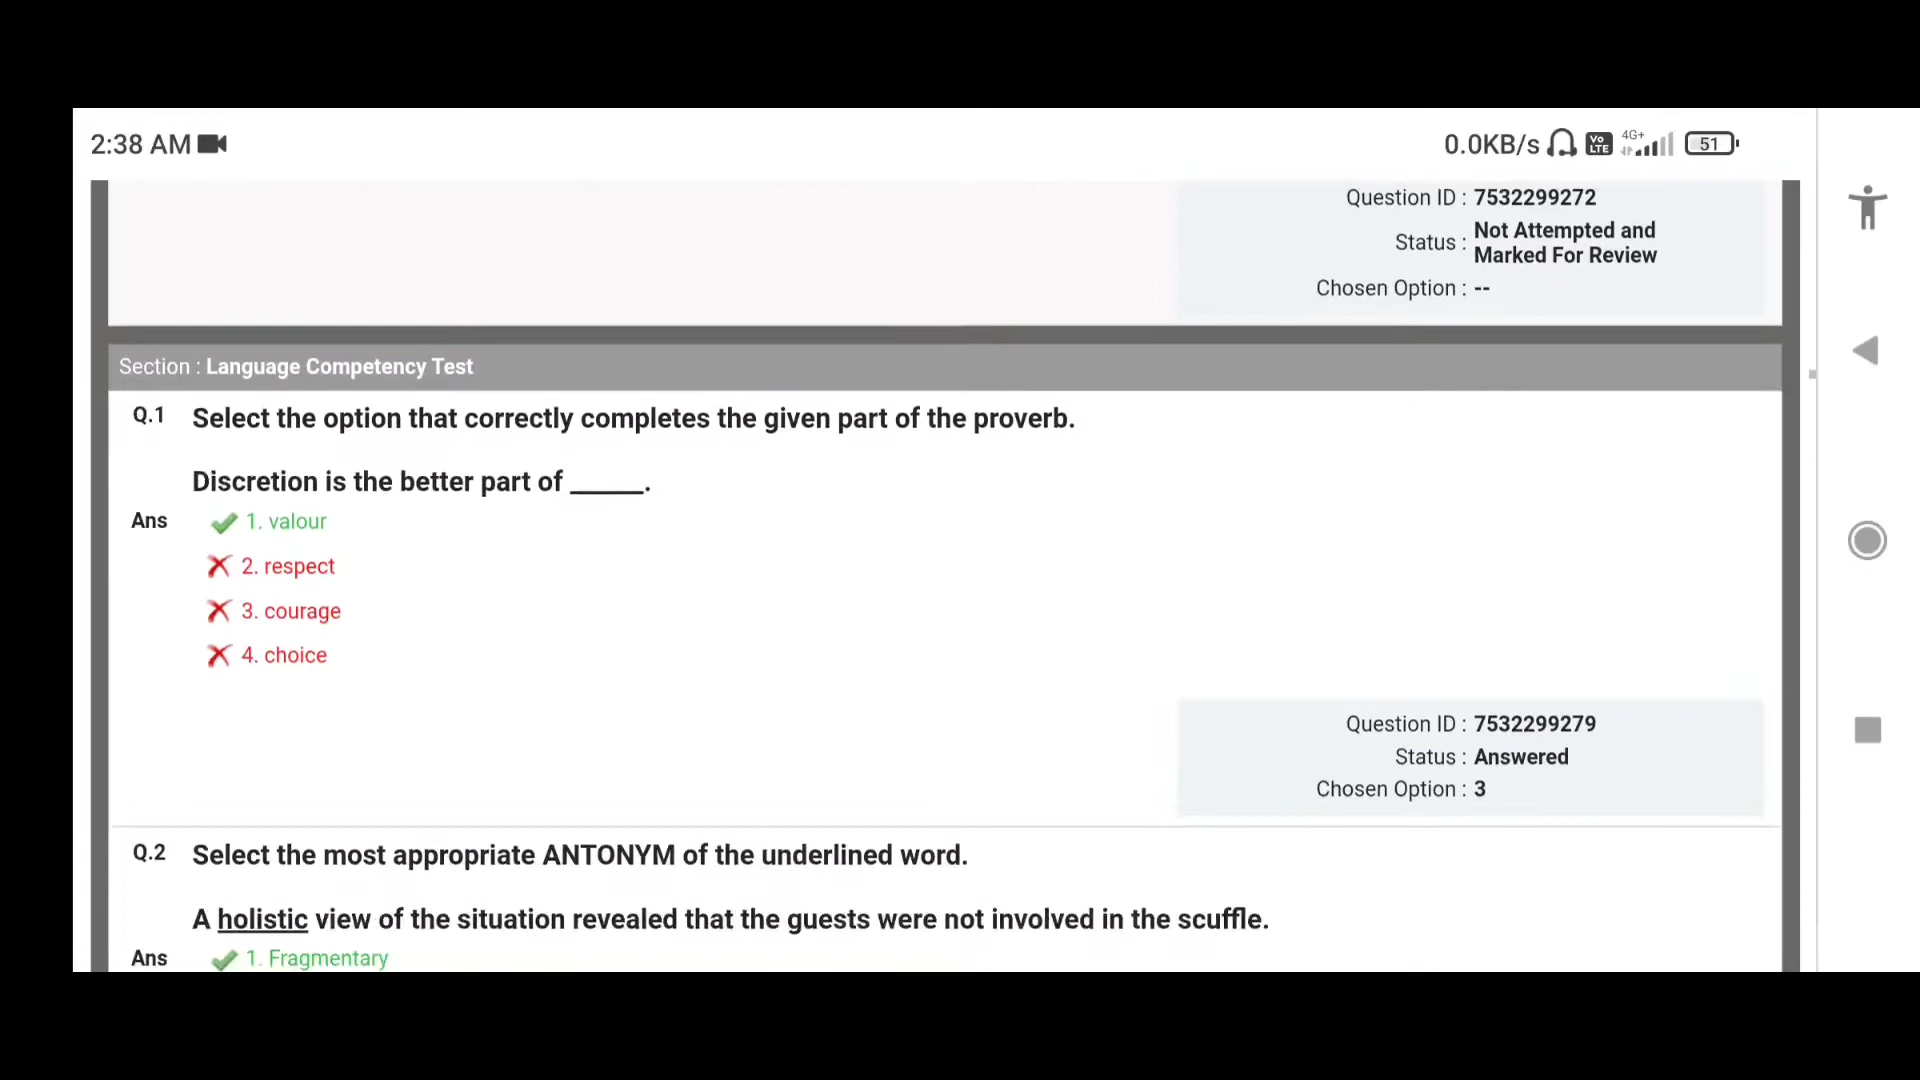 2:38 AM
0.0KB/s Vo LTE 4G+ 51
Question ID : 7532299272
Status : Not Attempted and Marked For Review
Chosen Option : --
Section : Language Competency Test
Q.1 Select the option that correctly completes the given part of the proverb.
Discretion is the better part of ______.
Ans 1. valour
2. respect
3. courage
4. choice
Question ID : 7532299279
Status : Answered
Chosen Option : 3
Q.2 Select the most appropriate ANTONYM of the underlined word.
A holistic view of the situation revealed that the guests were not involved in the scuffle.
Ans 1. Fragmentary